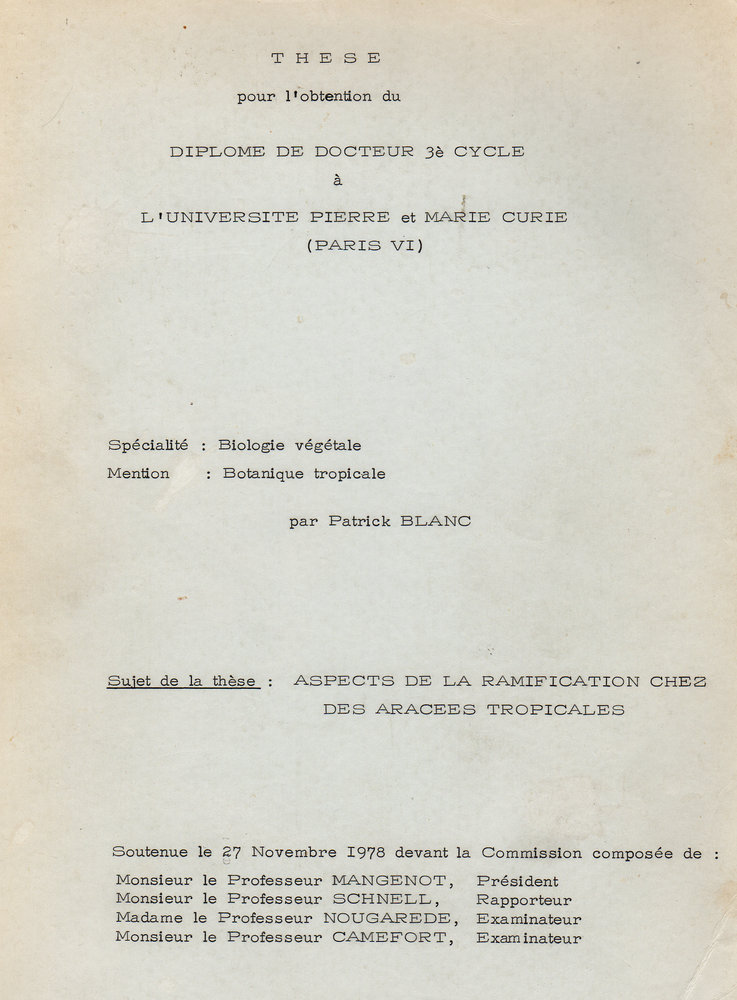 T H E S E
pour l'obtention du
DIPLOME DE DOCTEUR 3è CYCLE
à
L'UNIVERSITE PIERRE et MARIE CURIE
(PARIS VI)
Spécialité : Biologie végétale
Mention : Botanique tropicale
par Patrick BLANC
Sujet de la thèse : ASPECTS DE LA RAMIFICATION CHEZ
DES ARACEES TROPICALES
Soutenue le 27 Novembre 1978 devant la Commission composée de :
Monsieur le Professeur MANGENOT, Président
Monsieur le Professeur SCHNELL, Rapporteur
Madame le Professeur NOUGAREDE, Examinateur
Monsieur le Professeur CAMEFORT, Examinateur